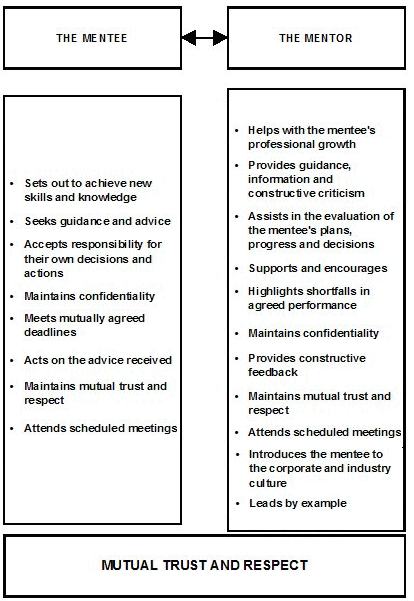 THE MENTEE
THE MENTOR
• Sets out to achieve new
skills and knowledge
• Seeks guidance and advice
• Accepts responsibility for
their own decisions and
actions
• Maintains confidentiality
• Meets mutually agreed
deadlines
• Acts on the advice received
• Maintains mutual trust and
respect
• Attends scheduled meetings
• Helps with the mentee's
professional growth
• Provides guidance,
information and
constructive criticism
• Assists in the evaluation of
the mentee's plans,
progress and decisions
• Supports and encourages
• Highlights shortfalls in
agreed performance
• Maintains confidentiality
• Provides constructive
feedback
• Maintains mutual trust and
respect
• Attends scheduled meetings
• Introduces the mentee to
the corporate and industry
culture
• Leads by example
MUTUAL TRUST AND RESPECT